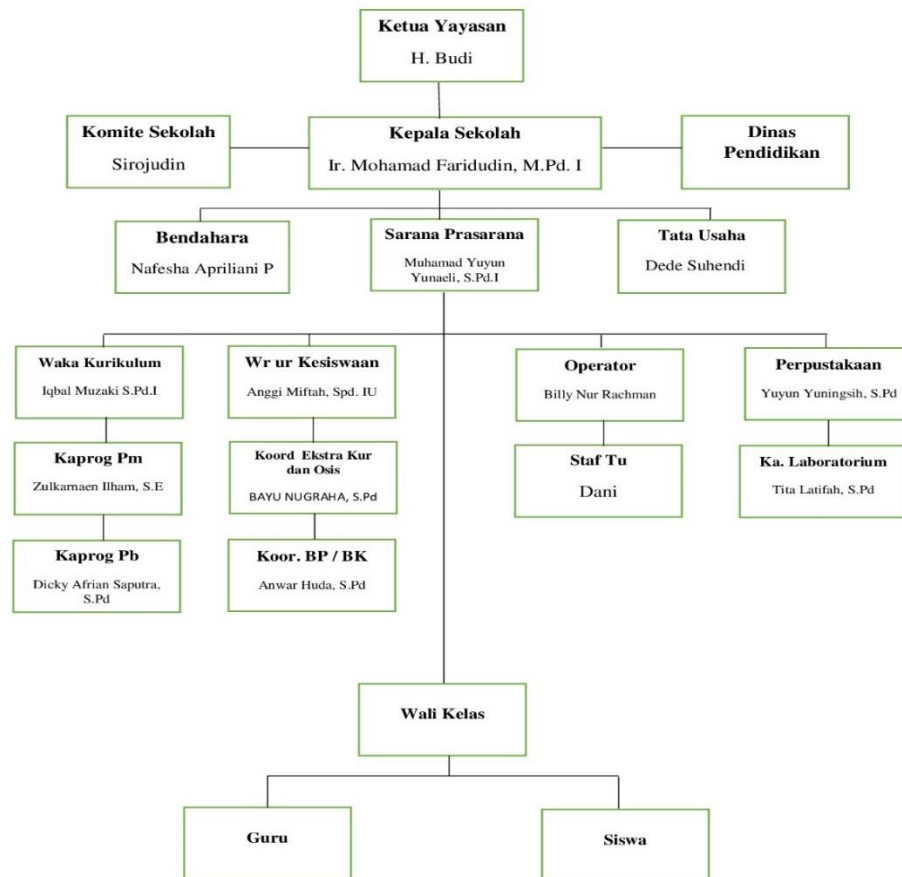 Ketua Yayasan
H. Budi
Komite Sekolah
Sirojudin
Kepala Sekolah
Ir. Mohamad Faridudin, M.Pd. I
Dinas
Pendidikan
Bendahara
Nafesha Apriliani P
Sarana Prasarana
Muhamad Yuyun
Yunaeli, S.Pd.I
Tata Usaha
Dede Suhendi
Waka Kurikulum
Iqbal Muzaki S.Pd.I
Wr ur Kesiswaan
Anggi Miftah, Spd. IU
Operator
Billy Nur Rachman
Perpustakaan
Yuyun Yuningsih, S.Pd
Kaprog Pm
Zulkarnaen Ilham, S.E
Koord Ekstra Kur
dan Osis
BAYU NUGRAHA, S.Pd
Staf Tu
Dani
Ka. Laboratorium
Tita Latifah, S.Pd
Kaprog Pb
Dicky Afrian Saputra,
S.Pd
Koor. BP / BK
Anwar Huda, S.Pd
Wali Kelas
Guru
Siswa